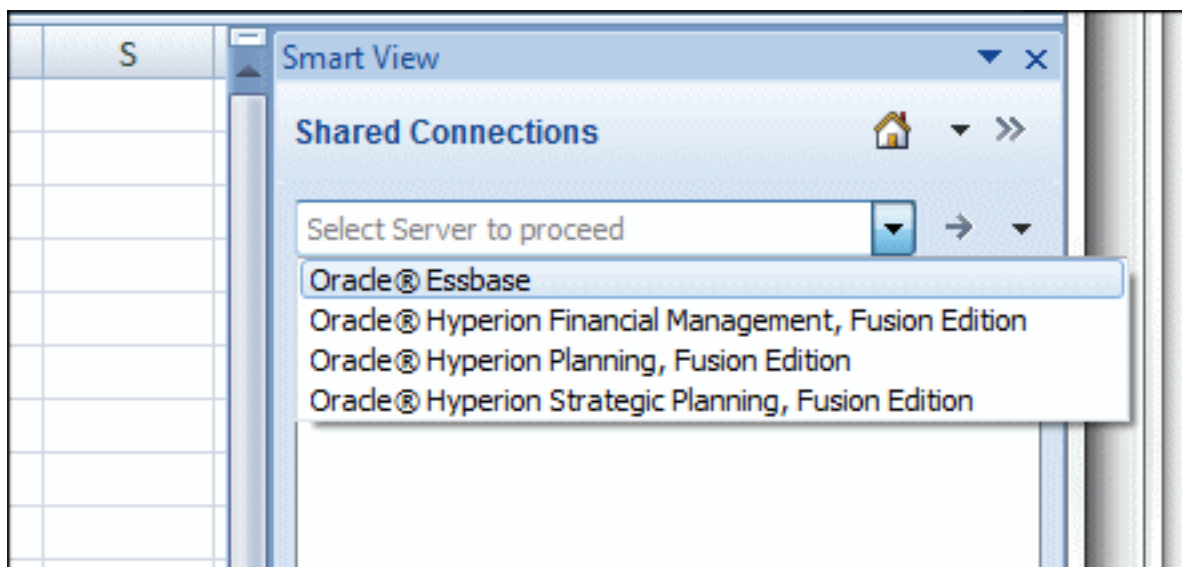 S
Smart View
Shared Connections
Select Server to proceed
Oracle® Essbase
Oracle® Hyperion Financial Management, Fusion Edition
Oracle® Hyperion Planning, Fusion Edition
Oracle® Hyperion Strategic Planning, Fusion Edition